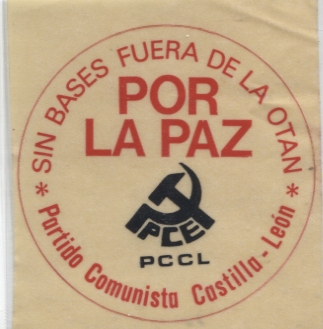 * SIN BASES FUERA DE LA OTAN *
POR
LA PAZ
PCE
PCCL
Partido Comunista Castilla - León